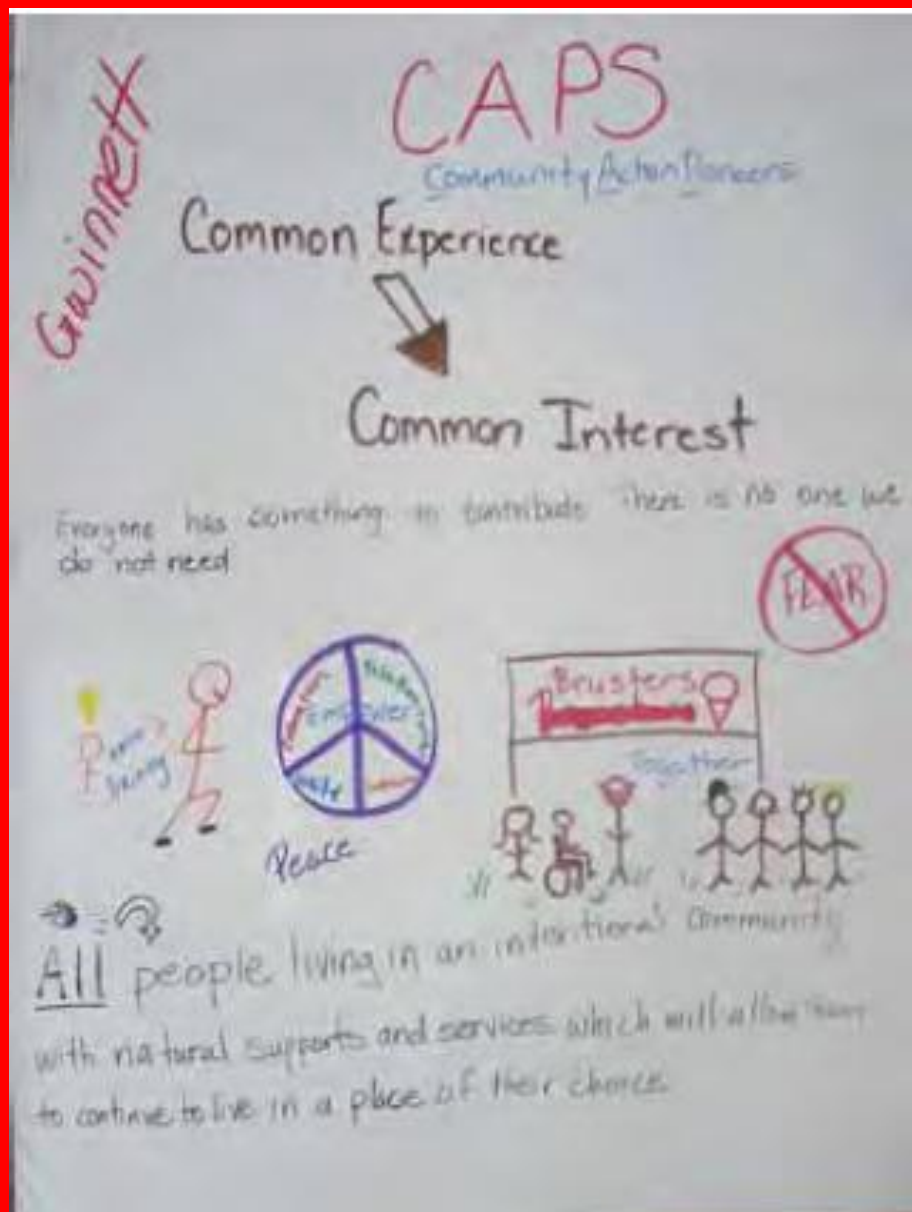 Gwinnett
CAPS
Community Action Pioneers
Common Experience
Common Interest
Everyone has something to contribute There is no one we
do not need
FEAR
Empower
Brusters
Together
Peace
All people living in an intentional community
with natural supports and services which will allow
to continue to live in a place of their choice